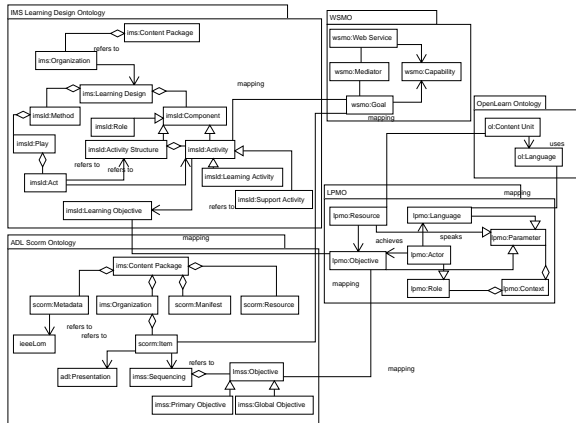 IMS Learning Design Ontology
ims:Content Package
refers to
ims:Organization
ims:Learning Design
imsld:Method
imsld:Component
imsld:Role
imsld:Play
imsld:Activity Structure
imsld:Activity
refers to
refers to
imsld:Act
imsld:Learning Activity
imsld:Support Activity
imsld:Learning Objective
refers to
mapping
WSMO
wsmo:Web Service
wsmo:Mediator
wsmo:Capability
wsmo:Goal
mapping
OpenLearn Ontology
ol:Content Unit
uses
ol:Language
mapping
LPMO
lpmo:Resource
lpmo:Language
lpmo:Parameter
achieves
speaks
lpmo:Objective
lpmo:Actor
mapping
lpmo:Role
lpmo:Context
mapping
ADL Scorm Ontology
ims:Content Package
scorm:Metadata
ims:Organization
scorm:Manifest
scorm:Resource
refers to
refers to
ieeeLom
scorm:Item
refers to
adl:Presentation
imss:Sequencing
imss:Objective
mapping
imss:Primary Objective
imss:Global Objective